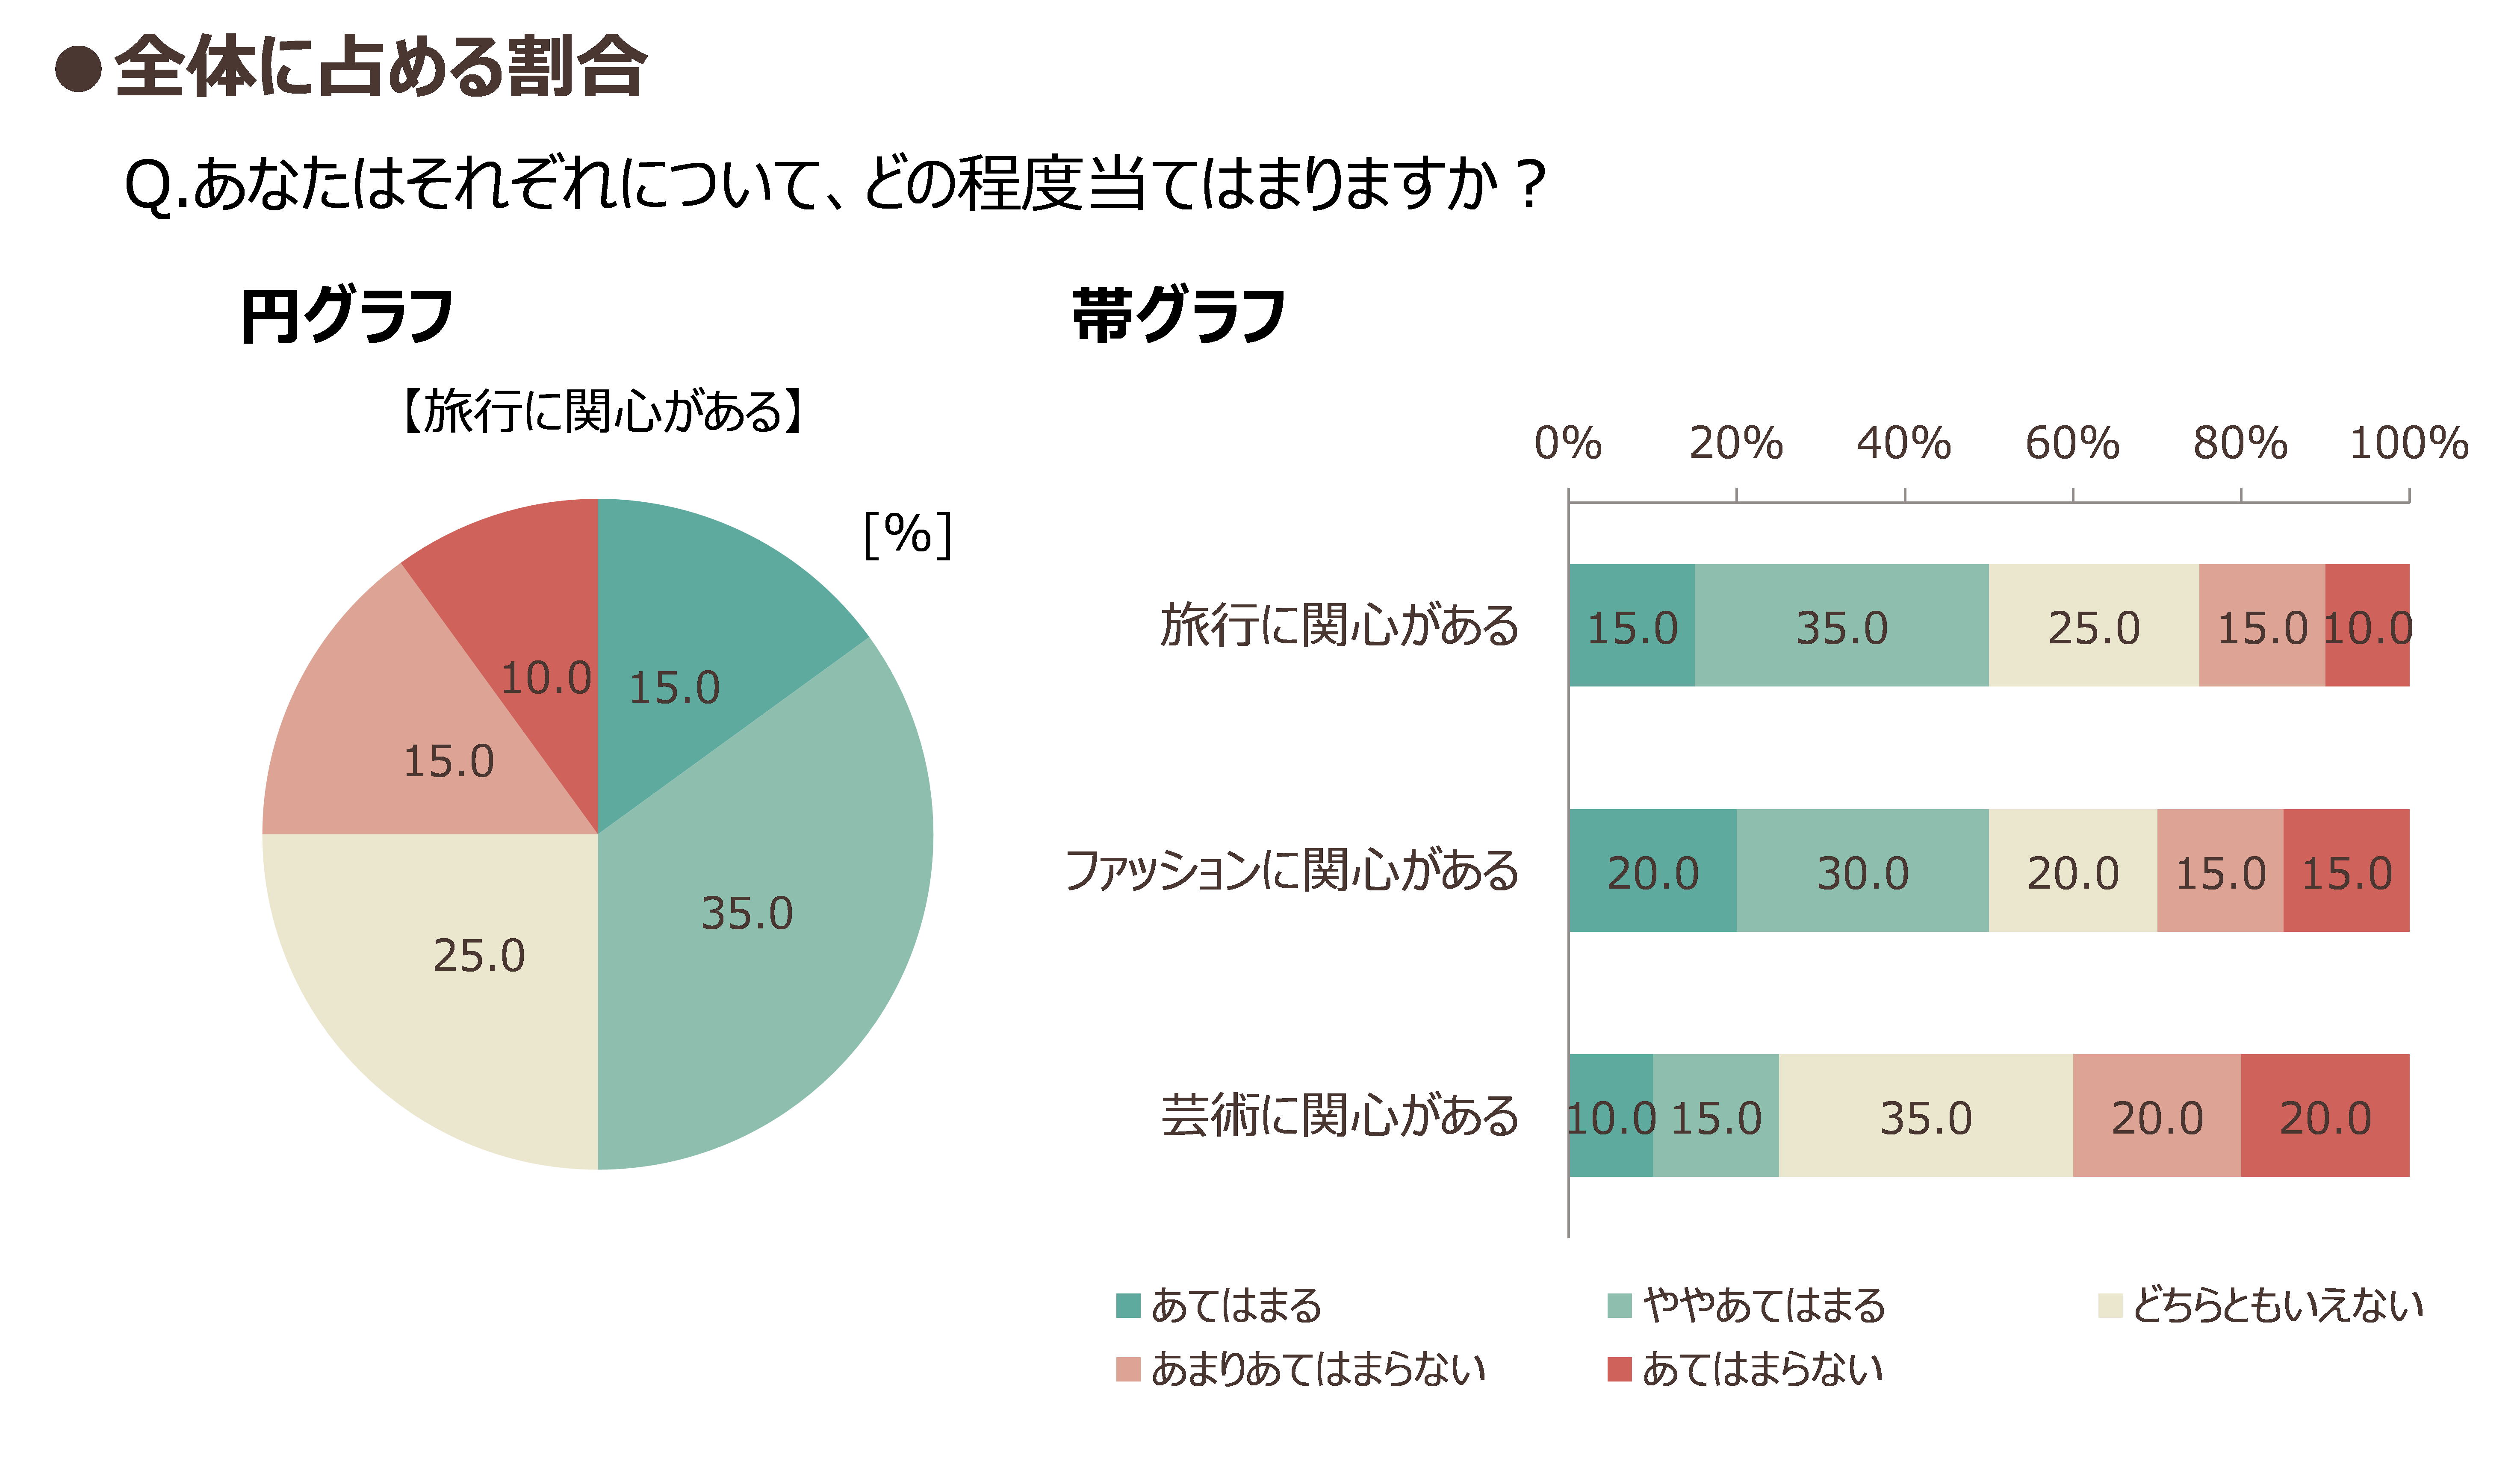 ●全体に占める割合
Q.あなたはそれぞれについて、どの程度当てはまりますか？
円グラフ
帯グラフ
【旅行に関心がある】
[%]
15.0
35.0
25.0
15.0
10.0
0% 20% 40% 60% 80% 100%
旅行に関心がある 15.0 35.0 25.0 15.0 10.0
ファッションに関心がある 20.0 30.0 20.0 15.0 15.0
芸術に関心がある 10.0 15.0 35.0 20.0 20.0
あてはまる ややあてはまる どちらともいえない
あまりあてはまらない あてはまらない